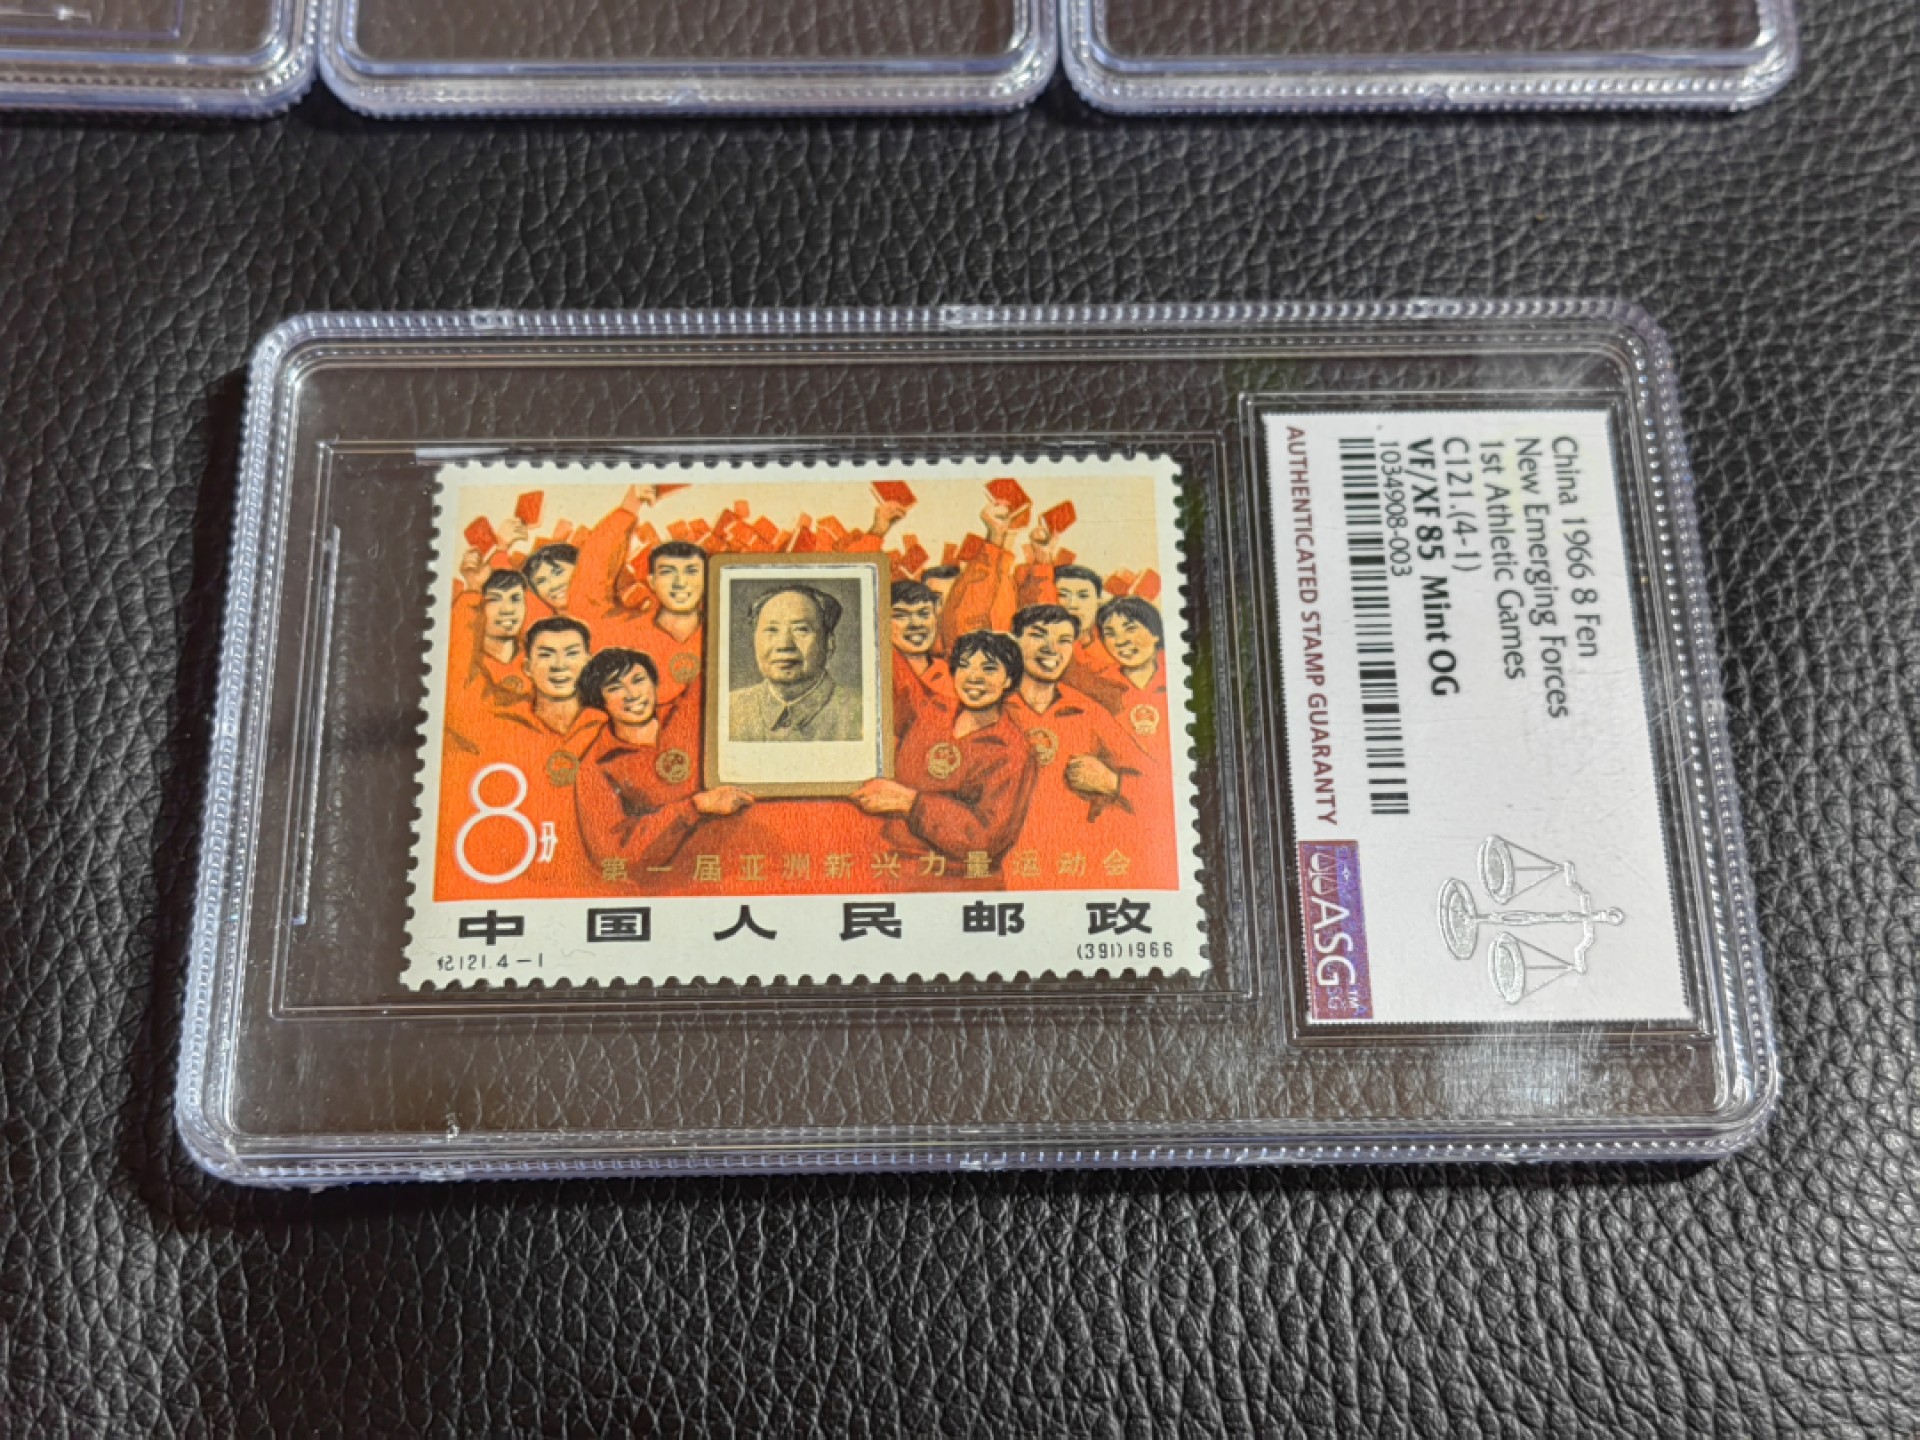 8分
第一届亚洲新兴力量运动会
中国人民邮政
纪121.4-1
(391)1966
China 1966 8 Fen
New Emerging Forces
1st Athletic Games
C121.(4-1)
VF/XF 85 Mint OG
1034908-003
AUTHENTICATED STAMP GUARANTY
ASG™